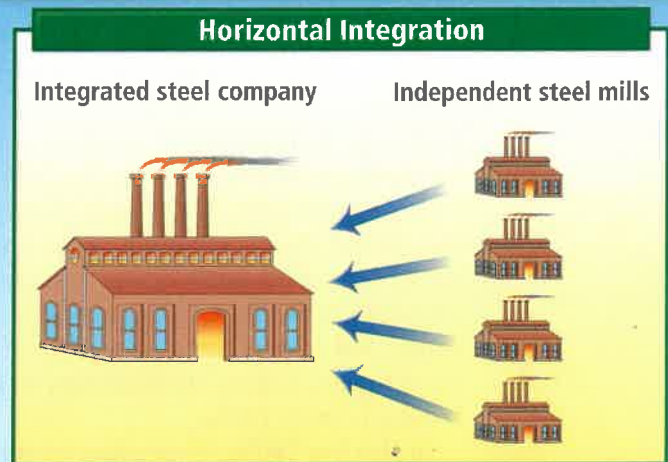 Horizontal Integration
Integrated steel company
Independent steel mills